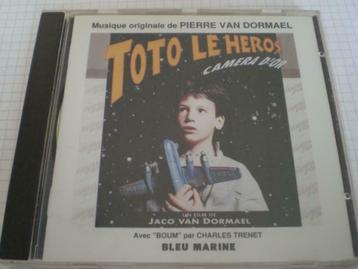 Musique originale de PIERRE VAN DORMAEL
TOTO LE HEROS
CAMERA D'OR
UN FILM DE
JACO VAN DORMAEL
Avec "BOUM" par CHARLES TRENET
BLEU MARINE